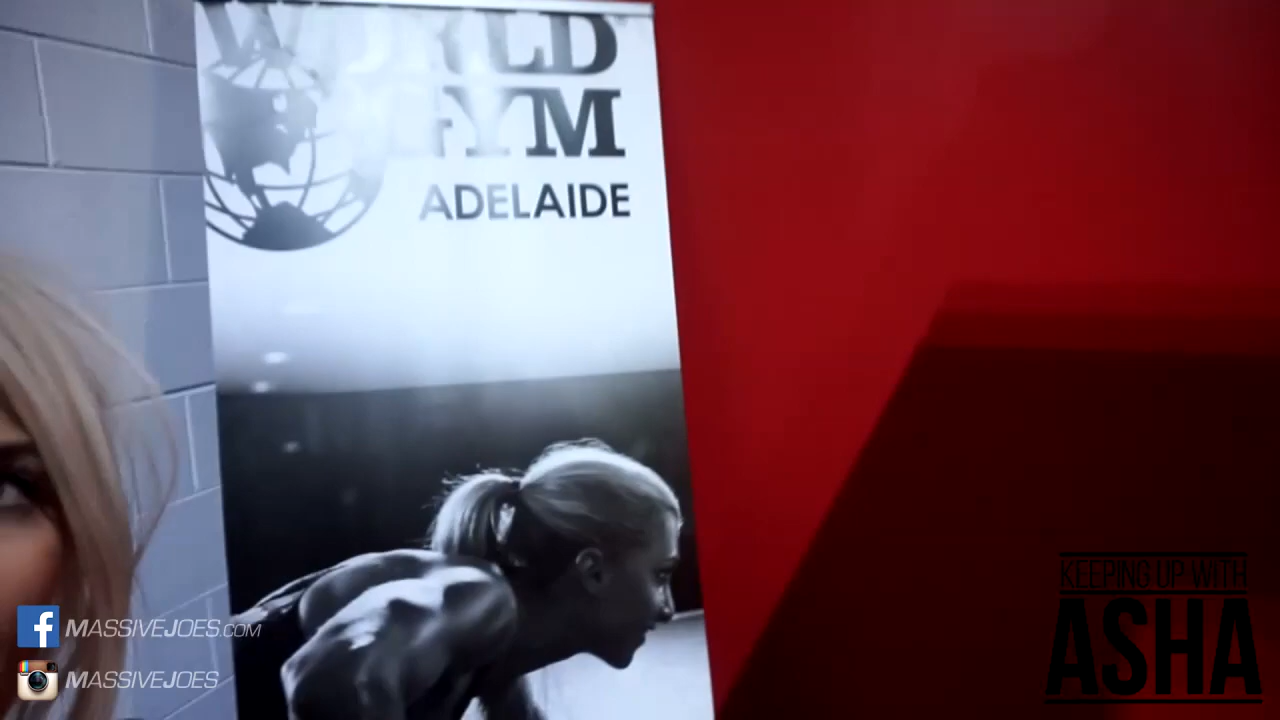 WORLD
GYM
ADELAIDE
MASSIVEJOES.COM
MASSIVEJOES
KEEPING UP WITH
ASHA